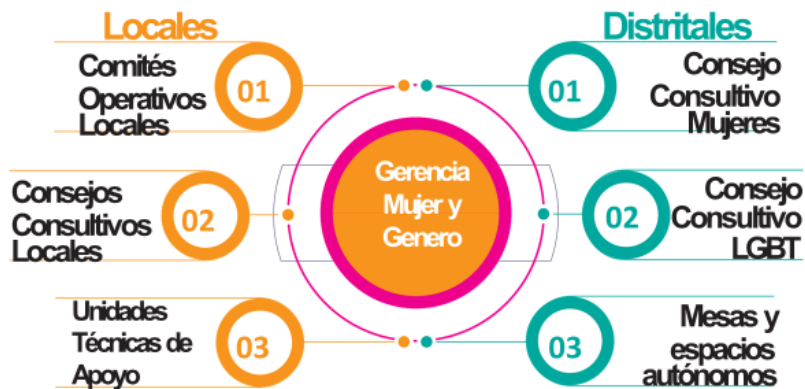 Locales
01
Comités
Operativos
Locales
02
Consejos
Consultivos
Locales
03
Unidades
Técnicas de
Apoyo
Gerencia
Mujer y
Genero
Distritales
01
Consejo
Consultivo
Mujeres
02
Consejo
Consultivo
LGBT
03
Mesas y
espacios
autónomos